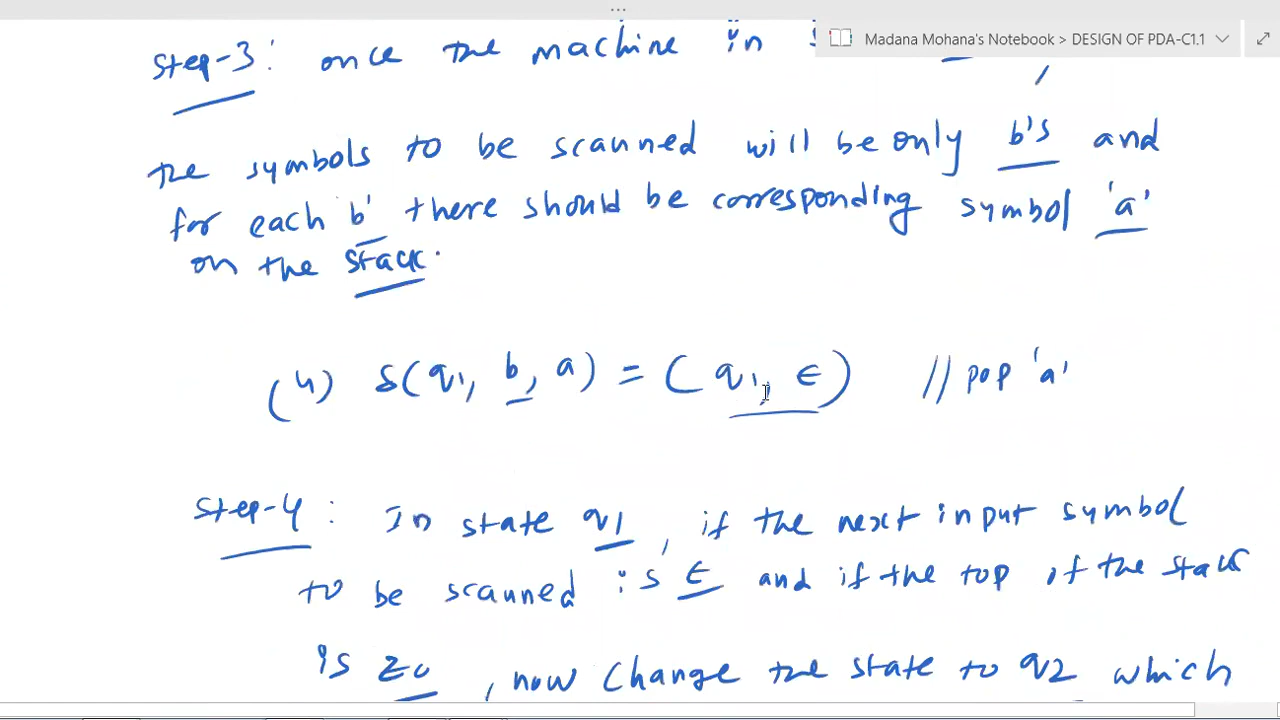 Madana Mohana's Notebook > DESIGN OF PDA-C1.1
step-3: once the machine in
the symbols to be scanned will be only b's and
for each b' there should be corresponding symbol 'a'
on the stack.
(4) δ(q1, b, a) = (q1, ϵ) //pop 'a'
step-4: In state q1, if the next input symbol
to be scanned is ϵ and if the top of the stack
is z0, now change the state to q2 which